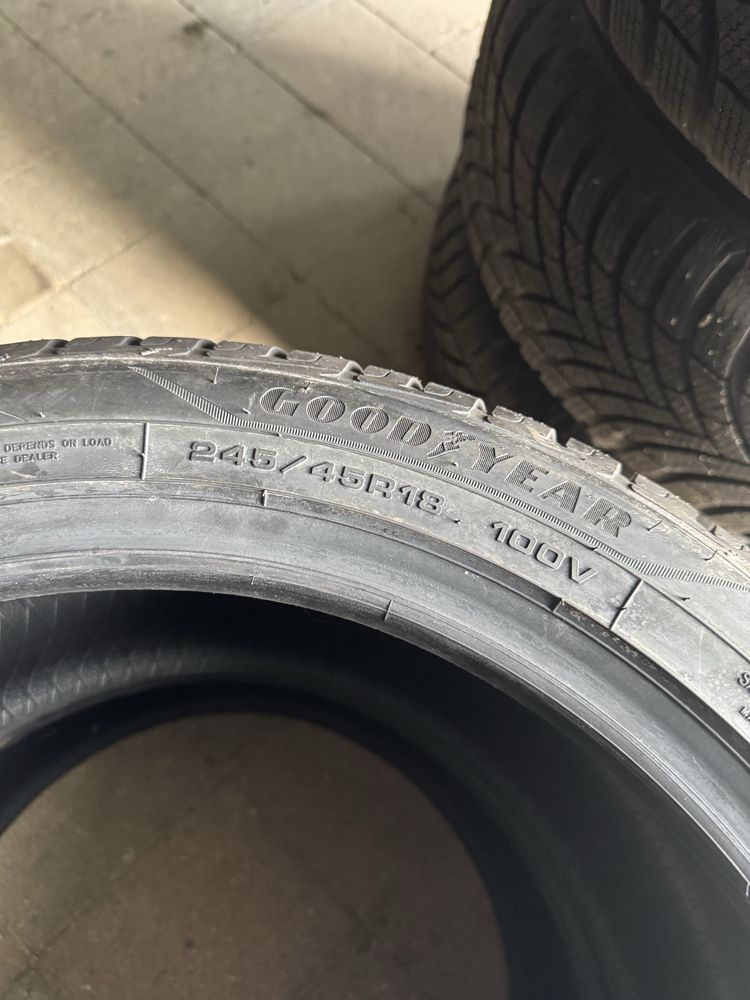 GOODYEAR
DEPENDS ON LOAD
DEALER
245/45R18 100V